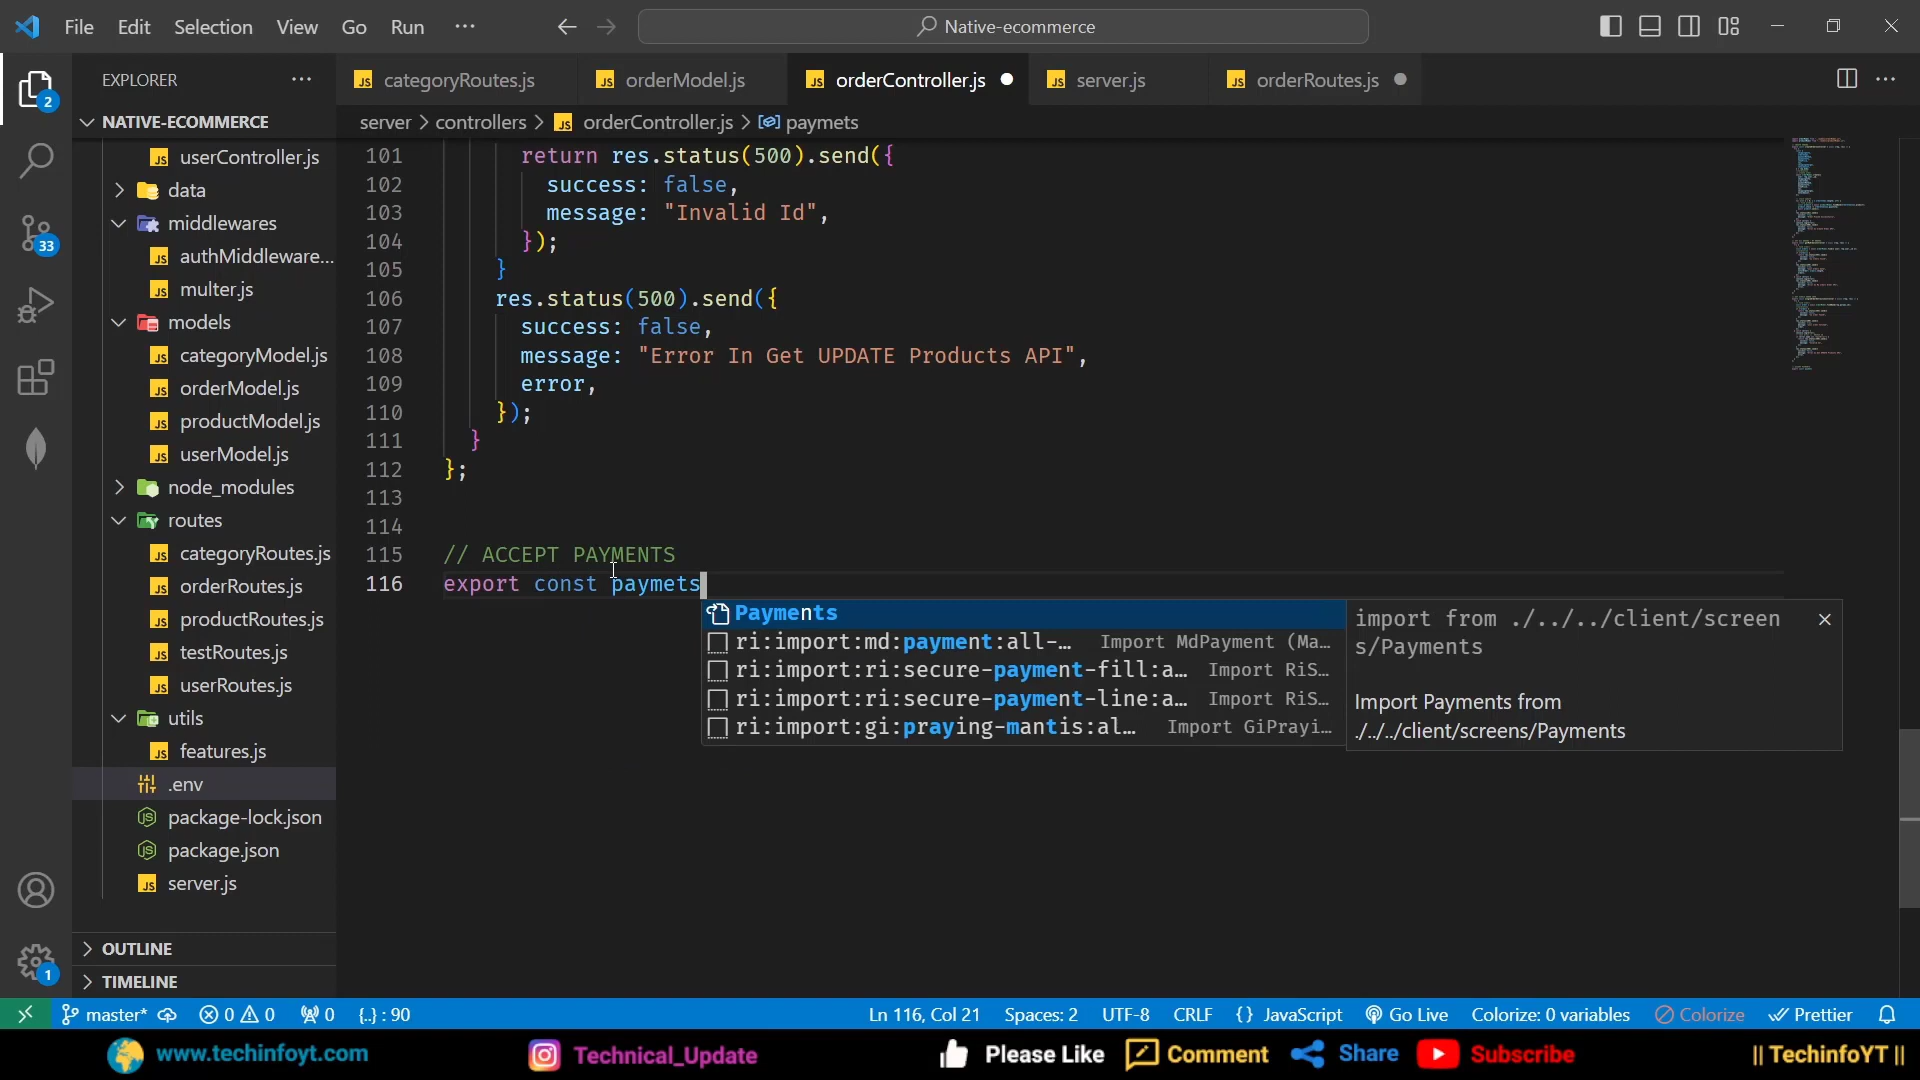 File Edit Selection View Go Run ··· Native-ecommerce
EXPLORER ···
categoryRoutes.js orderModel.js orderController.js server.js orderRoutes.js ···
NATIVE-ECOMMERCE
userController.js
data
middlewares
authMiddleware...
multer.js
models
categoryModel.js
orderModel.js
productModel.js
userModel.js
node_modules
routes
categoryRoutes.js
orderRoutes.js
productRoutes.js
testRoutes.js
userRoutes.js
utils
features.js
.env
package-lock.json
package.json
server.js
OUTLINE
TIMELINE
2
33
1
server > controllers > orderController.js > paymets
101 return res.status(500).send({
102 success: false,
103 message: "Invalid Id",
104 });
105 }
106 res.status(500).send({
107 success: false,
108 message: "Error In Get UPDATE Products API",
109 error,
110 });
111 }
112 };
113
114
115 // ACCEPT PAYMENTS
116 export const paymets
Payments
ri:import:md:payment:all-… Import MdPayment (Ma…
ri:import:ri:secure-payment-fill:a… Import RiS…
ri:import:ri:secure-payment-line:a… Import RiS…
ri:import:gi:praying-mantis:al… Import GiPrayi…
import from ./../../client/screen
s/Payments
Import Payments from
./../../client/screens/Payments
master* 0 0 0 {..} : 90 Ln 116, Col 21 Spaces: 2 UTF-8 CRLF {} JavaScript Go Live Colorize: 0 variables Colorize Prettier
www.techinfoyt.com Technical_Update Please Like Comment Share Subscribe || TechinfoYT ||